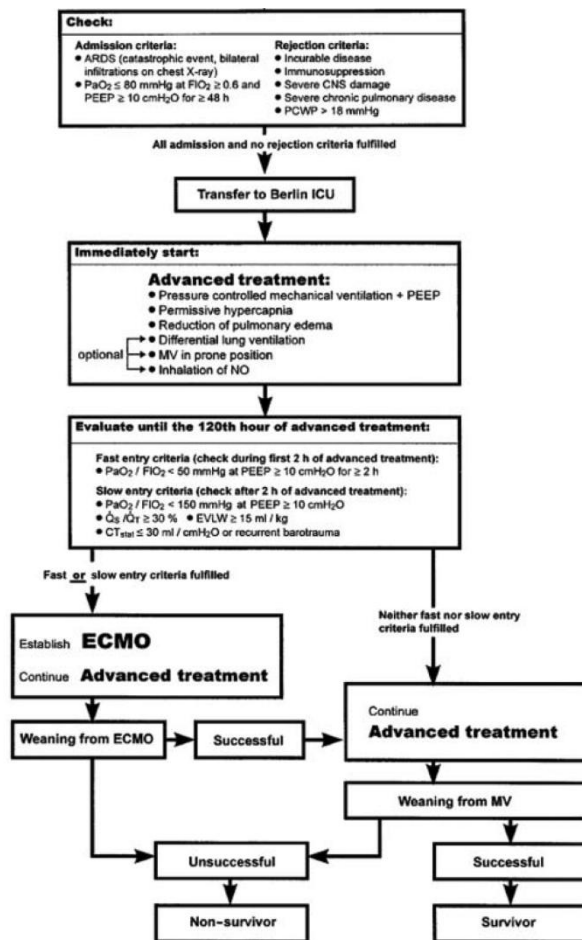 Check:
Admission criteria:
● ARDS (catastrophic event, bilateral
infiltrations on chest X-ray)
● PaO₂ ≤ 80 mmHg at FIO₂ ≥ 0.6 and
PEEP ≥ 10 cmH₂O for ≥ 48 h
Rejection criteria:
● Incurable disease
● Immunosuppression
● Severe CNS damage
● Severe chronic pulmonary disease
● PCWP > 18 mmHg
All admission and no rejection criteria fulfilled
Transfer to Berlin ICU
Immediately start:
Advanced treatment:
● Pressure controlled mechanical ventilation + PEEP
● Permissive hypercapnia
● Reduction of pulmonary edema
● Differential lung ventilation
optional ● MV in prone position
● Inhalation of NO
Evaluate until the 120th hour of advanced treatment:
Fast entry criteria (check during first 2 h of advanced treatment):
● PaO₂ / FIO₂ < 50 mmHg at PEEP ≥ 10 cmH₂O for ≥ 2 h
Slow entry criteria (check after 2 h of advanced treatment):
● PaO₂ / FIO₂ < 150 mmHg at PEEP ≥ 10 cmH₂O
● Q̇s /Q̇T ≥ 30 % ● EVLW ≥ 15 ml / kg
● CTstat ≤ 30 ml / cmH₂O or recurrent barotrauma
Fast or slow entry criteria fulfilled
Neither fast nor slow entry
criteria fulfilled
Establish ECMO
Continue Advanced treatment
Continue
Advanced treatment
Weaning from ECMO
Successful
Weaning from MV
Unsuccessful
Successful
Non-survivor
Survivor